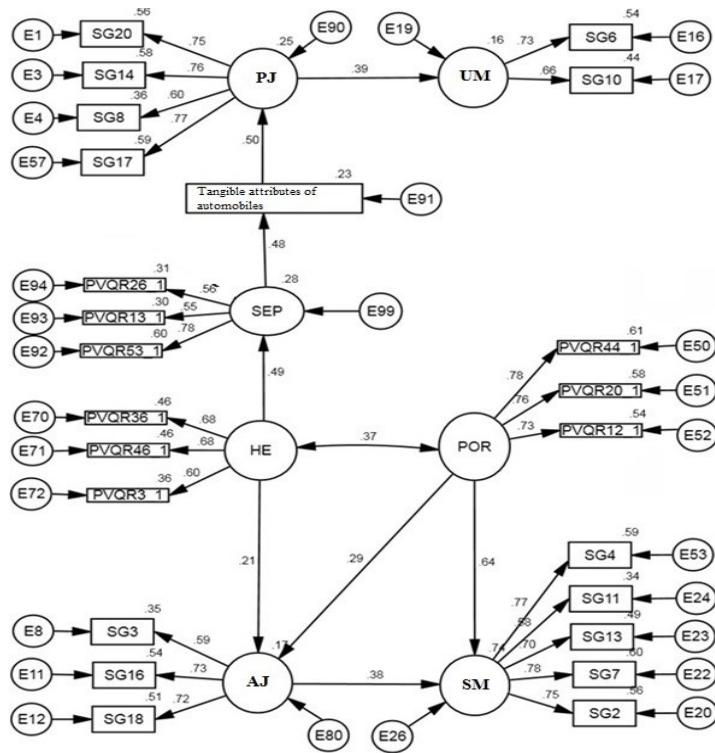 .56
E1 SG20 E90 E19 SG6 .54 E16
.75 .25 .16 .73
.58
E3 SG14 .76 PJ .39 UM .44
.36 .60 .66 SG10 E17
E4 SG8
.59 .77
E57 SG17 .50
.23
Tangible attributes of
automobiles
E91
.48
.31 .28
E94 PVQR26_1 .56
.30
E93 PVQR13_1 .55 SEP E99
.60 .78
E92 PVQR53_1 .61
PVQR44_1 E50
.49 .78 .58
.46 .76 PVQR20_1 E51
E70 PVQR36_1 .68 .54
.46 .73 PVQR12_1 E52
E71 PVQR46_1 .68 HE .37 POR
.36 .60
E72 PVQR3_1
.59
.21 .29 .64 SG4 E53
.77 .34
SG11 E24
.35 .58 .49
E8 SG3 .59 .17 .74 .70 SG13 E23
.54 .60
E11 SG16 .73 AJ .38 SM .78 SG7 E22
.51 .72 .56
E12 SG18 .75 SG2 E20
E80 E26